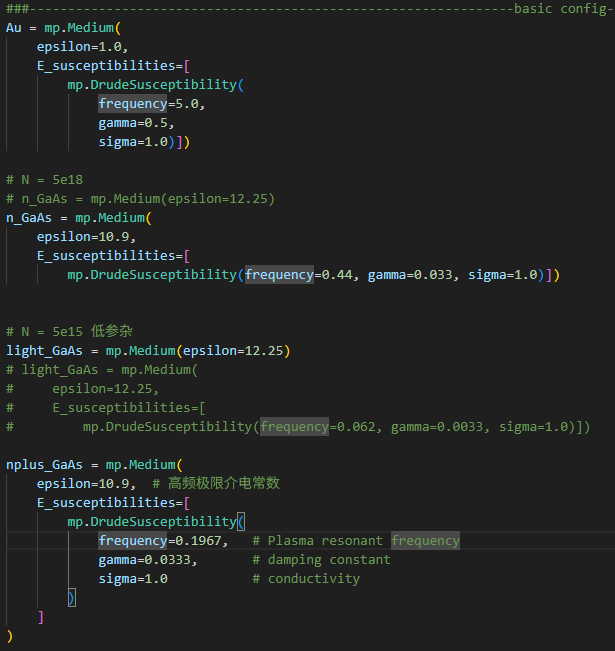 ###---------------------------------------------------------------basic config-
Au = mp.Medium(
    epsilon=1.0,
    E_susceptibilities=[
        mp.DrudeSusceptibility(
            frequency=5.0,
            gamma=0.5,
            sigma=1.0)])
# N = 5e18
# n_GaAs = mp.Medium(epsilon=12.25)
n_GaAs = mp.Medium(
    epsilon=10.9,
    E_susceptibilities=[
        mp.DrudeSusceptibility(frequency=0.44, gamma=0.033, sigma=1.0)])
# N = 5e15 低参杂
light_GaAs = mp.Medium(epsilon=12.25)
# light_GaAs = mp.Medium(
#     epsilon=12.25,
#     E_susceptibilities=[
#         mp.DrudeSusceptibility(frequency=0.062, gamma=0.0033, sigma=1.0)])
nplus_GaAs = mp.Medium(
    epsilon=10.9,  # 高频极限介电常数
    E_susceptibilities=[
        mp.DrudeSusceptibility(
            frequency=0.1967,   # Plasma resonant frequency
            gamma=0.0333,       # damping constant
            sigma=1.0           # conductivity
        )
    ]
)